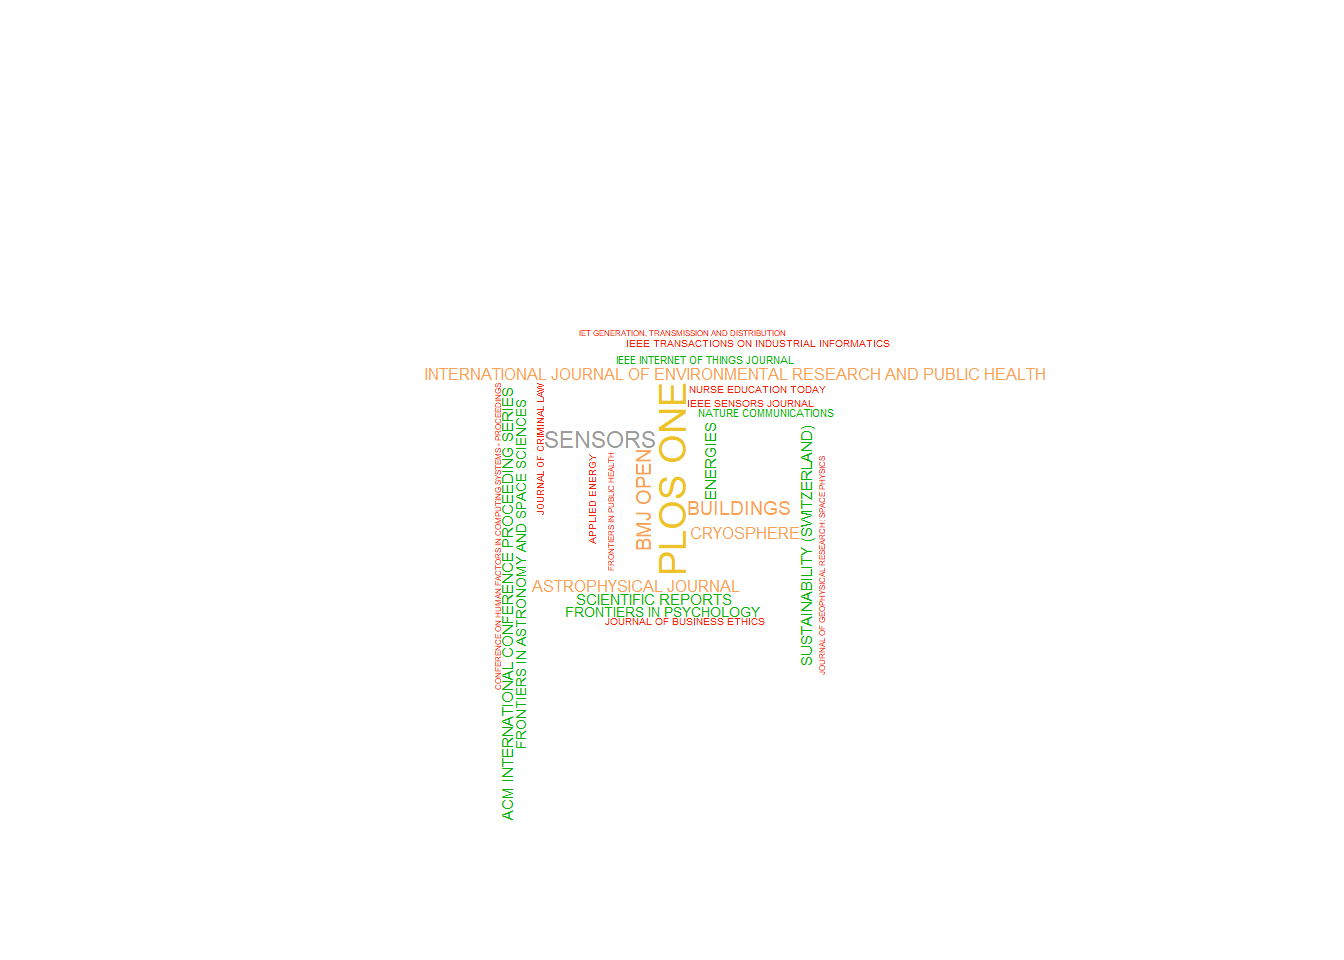 IET GENERATION, TRANSMISSION AND DISTRIBUTION
IEEE TRANSACTIONS ON INDUSTRIAL INFORMATICS
IEEE INTERNET OF THINGS JOURNAL
INTERNATIONAL JOURNAL OF ENVIRONMENTAL RESEARCH AND PUBLIC HEALTH
CONFERENCE ON HUMAN FACTORS IN COMPUTING SYSTEMS - PROCEEDINGS
ACM INTERNATIONAL CONFERENCE PROCEEDING SERIES
FRONTIERS IN ASTRONOMY AND SPACE SCIENCES
JOURNAL OF CRIMINAL LAW
SENSORS
APPLIED ENERGY
FRONTIERS IN PUBLIC HEALTH
BMJ OPEN
PLOS ONE
NURSE EDUCATION TODAY
IEEE SENSORS JOURNAL
NATURE COMMUNICATIONS
ENERGIES
BUILDINGS
CRYOSPHERE
SUSTAINABILITY (SWITZERLAND)
JOURNAL OF GEOPHYSICAL RESEARCH: SPACE PHYSICS
ASTROPHYSICAL JOURNAL
SCIENTIFIC REPORTS
FRONTIERS IN PSYCHOLOGY
JOURNAL OF BUSINESS ETHICS